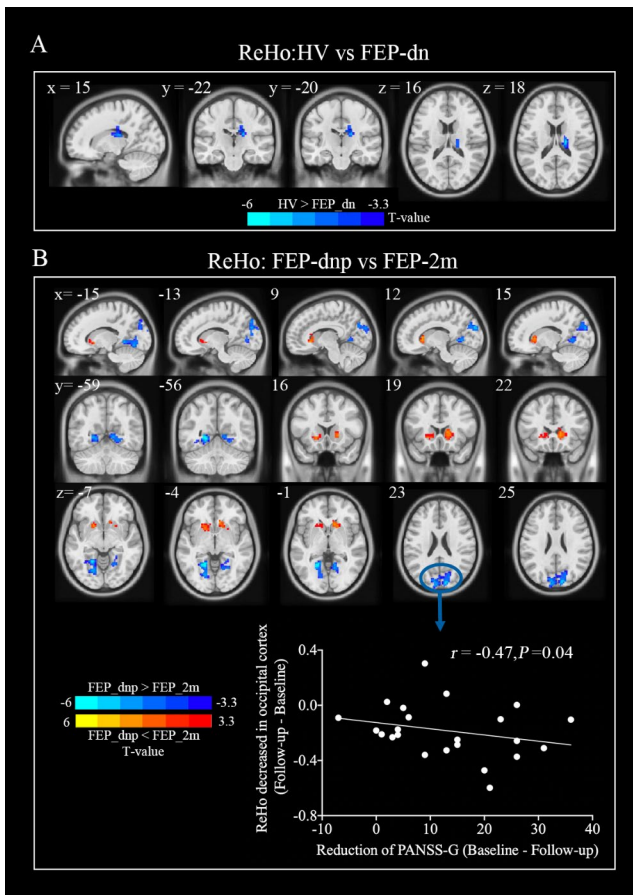 A
ReHo:HV vs FEP-dn
x = 15 y = -22 y = -20 z = 16 z = 18
HV > FEP_dn
-6 -3.3
T-value
B
ReHo: FEP-dnp vs FEP-2m
x= -15 -13 9 12 15
y= -59 -56 16 19 22
z= -7 -4 -1 23 25
FEP_dnp > FEP_2m
-6 -3.3
6 3.3
FEP_dnp < FEP_2m
T-value
r = -0.47,P=0.04
ReHo decreased in occipital cortex
(Follow-up - Baseline)
0.4
0.0
-0.4
-0.8
-10 0 10 20 30 40
Reduction of PANSS-G (Baseline - Follow-up)